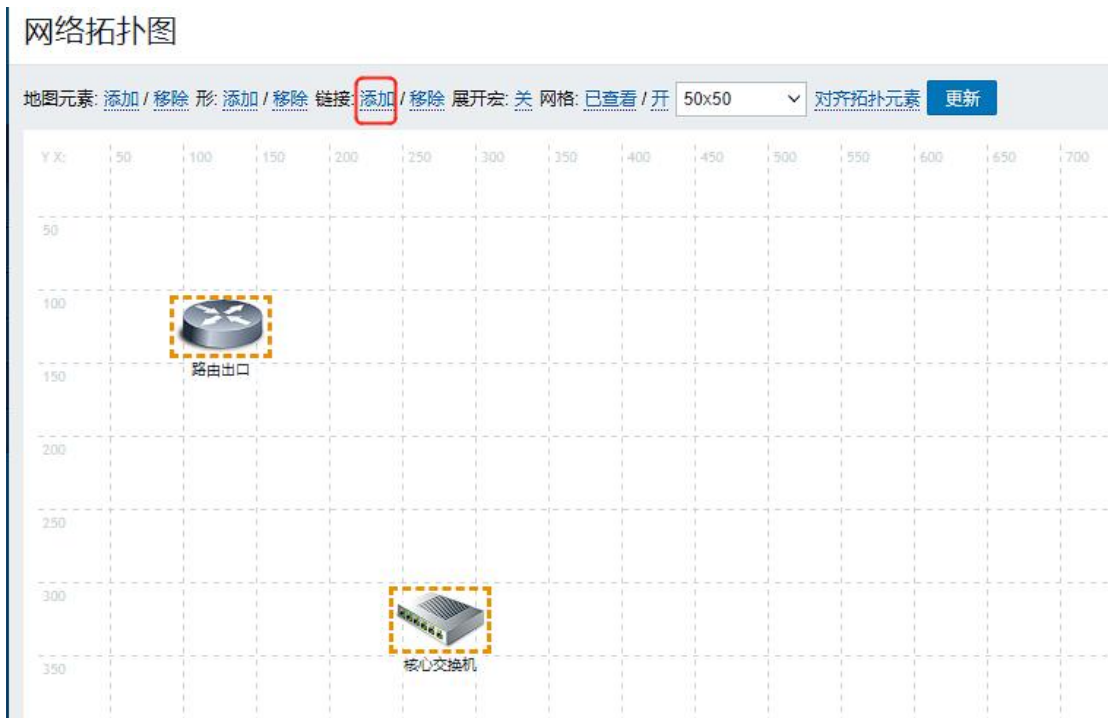 网络拓扑图
地图元素: 添加 / 移除 形: 添加 / 移除 链接: 添加 / 移除 展开宏: 关 网格: 已查看 / 开 50x50 对齐拓扑元素 更新
Y X: 50 100 150 200 250 300 350 400 450 500 550 600 650 700
50
100
路由出口
150
200
250
300
核心交换机
350